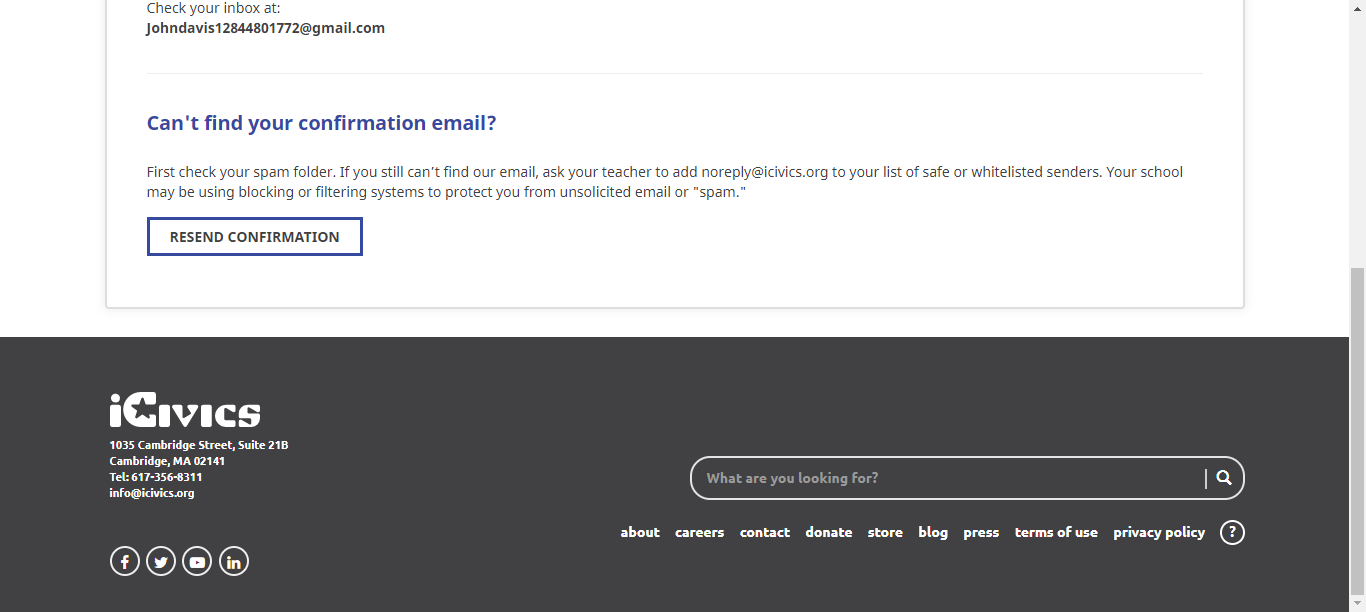 Check your inbox at:
Johndavis12844801772@gmail.com
Can't find your confirmation email?
First check your spam folder. If you still can't find our email, ask your teacher to add noreply@icivics.org to your list of safe or whitelisted senders. Your school
may be using blocking or filtering systems to protect you from unsolicited email or "spam."
RESEND CONFIRMATION
iCivics
1035 Cambridge Street, Suite 21B
Cambridge, MA 02141
Tel: 617-356-8311
info@icivics.org
What are you looking for?
about careers contact donate store blog press terms of use privacy policy ?